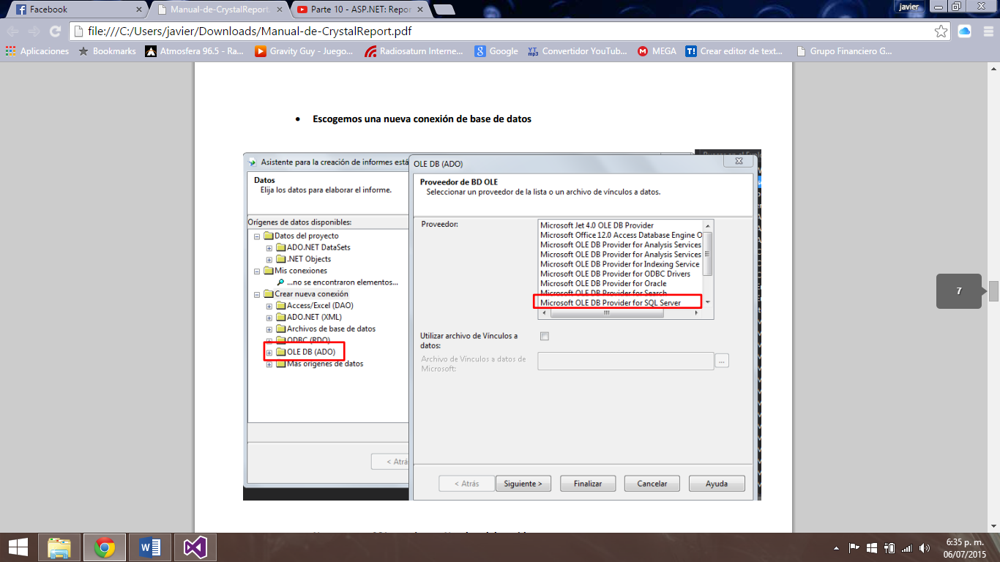 Facebook
Manual-de-CrystalReport.
Parte 10 - ASP.NET: Repor
javier
file:///C:/Users/javier/Downloads/Manual-de-CrystalReport.pdf
Aplicaciones
Bookmarks
Atmosfera 96.5 - Ra...
Gravity Guy - Juego...
Radiosaturn Interne...
Google
Convertidor YouTub...
MEGA
Crear editor de text...
Grupo Financiero G...
• Escogemos una nueva conexión de base de datos
Asistente para la creación de informes está
Datos
Elija los datos para elaborar el informe.
Orígenes de datos disponibles:
Datos del proyecto
ADO.NET DataSets
.NET Objects
Mis conexiones
...no se encontraron elementos...
Crear nueva conexión
Access/Excel (DAO)
ADO.NET (XML)
Archivos de base de datos
ODBC (RDO)
OLE DB (ADO)
Más orígenes de datos
< Atrá
OLE DB (ADO)
Proveedor de BD OLE
Seleccionar un proveedor de la lista o un archivo de vínculos a datos.
Proveedor:
Microsoft Jet 4.0 OLE DB Provider
Microsoft Office 12.0 Access Database Engine O
Microsoft OLE DB Provider for Analysis Services
Microsoft OLE DB Provider for Analysis Services
Microsoft OLE DB Provider for Indexing Service
Microsoft OLE DB Provider for ODBC Drivers
Microsoft OLE DB Provider for Oracle
Microsoft OLE DB Provider for Search
Microsoft OLE DB Provider for SQL Server
Utilizar archivo de Vínculos a
datos:
Archivo de Vínculos a datos de
Microsoft:
...
< Atrás
Siguiente >
Finalizar
Cancelar
Ayuda
7
6:35 p. m.
06/07/2015